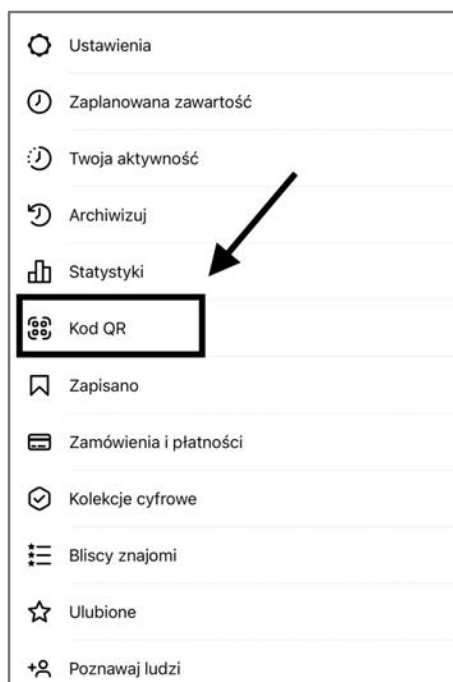 Ustawienia
Zaplanowana zawartość
Twoja aktywność
Archiwizuj
Statystyki
Kod QR
Zapisano
Zamówienia i płatności
Kolekcje cyfrowe
Bliscy znajomi
Ulubione
Poznawaj ludzi